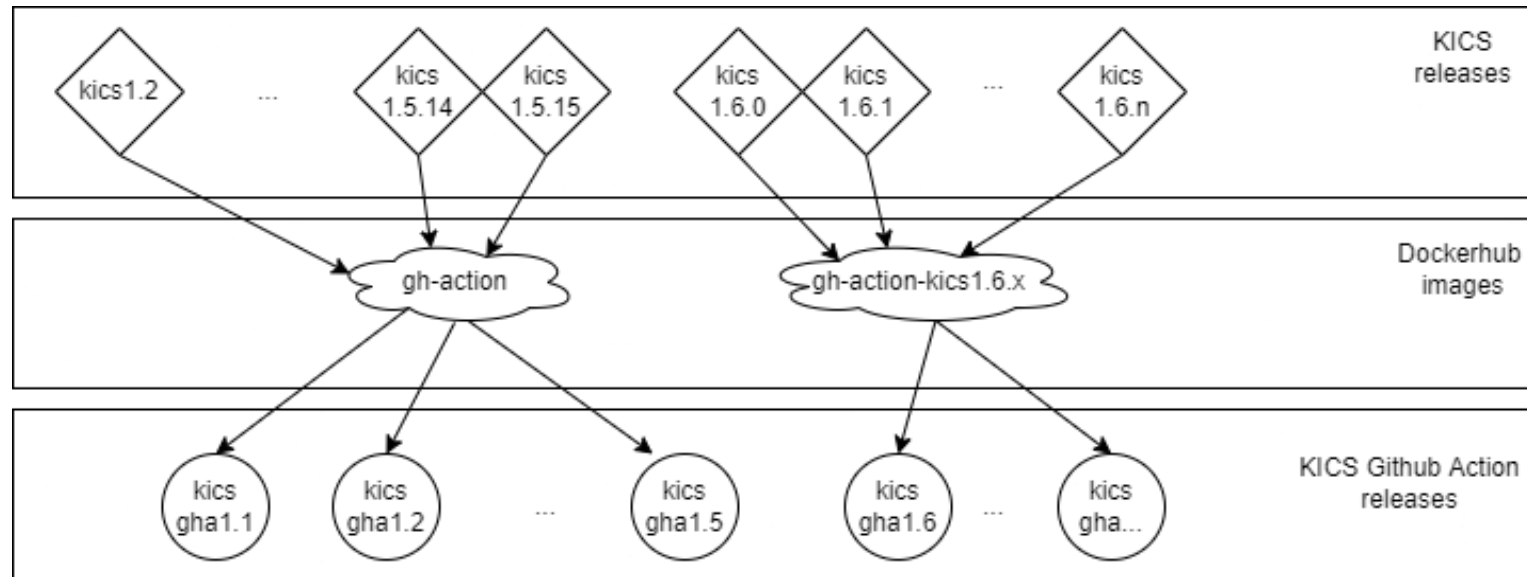 kics1.2
...
kics
1.5.14
kics
1.5.15
kics
1.6.0
kics
1.6.1
...
kics
1.6.n
KICS
releases
gh-action
gh-action-kics1.6.x
Dockerhub
images
kics
gha1.1
kics
gha1.2
...
kics
gha1.5
kics
gha1.6
...
kics
gha...
KICS Github Action
releases